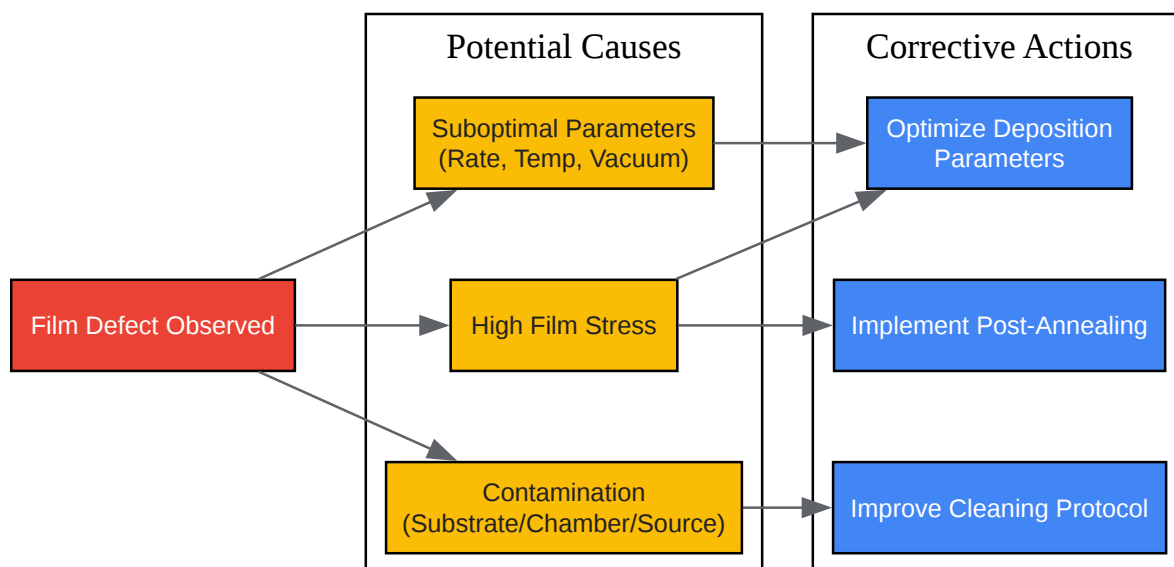 Potential Causes
Corrective Actions
Suboptimal Parameters
(Rate, Temp, Vacuum)
Optimize Deposition
Parameters
Film Defect Observed
High Film Stress
Implement Post-Annealing
Contamination
(Substrate/Chamber/Source)
Improve Cleaning Protocol